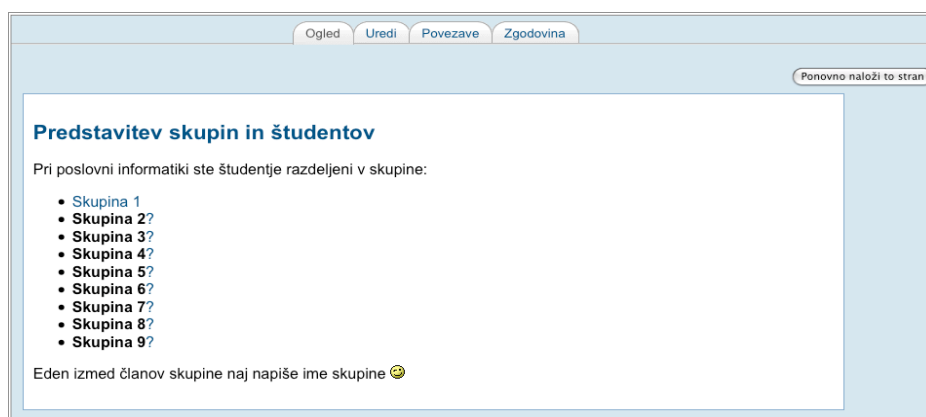 Ogled Uredi Povezave Zgodovina
Ponovno naloži to stran
Predstavitev skupin in študentov
Pri poslovni informatiki ste študentje razdeljeni v skupine:
Skupina 1
Skupina 2?
Skupina 3?
Skupina 4?
Skupina 5?
Skupina 6?
Skupina 7?
Skupina 8?
Skupina 9?
Eden izmed članov skupine naj napiše ime skupine